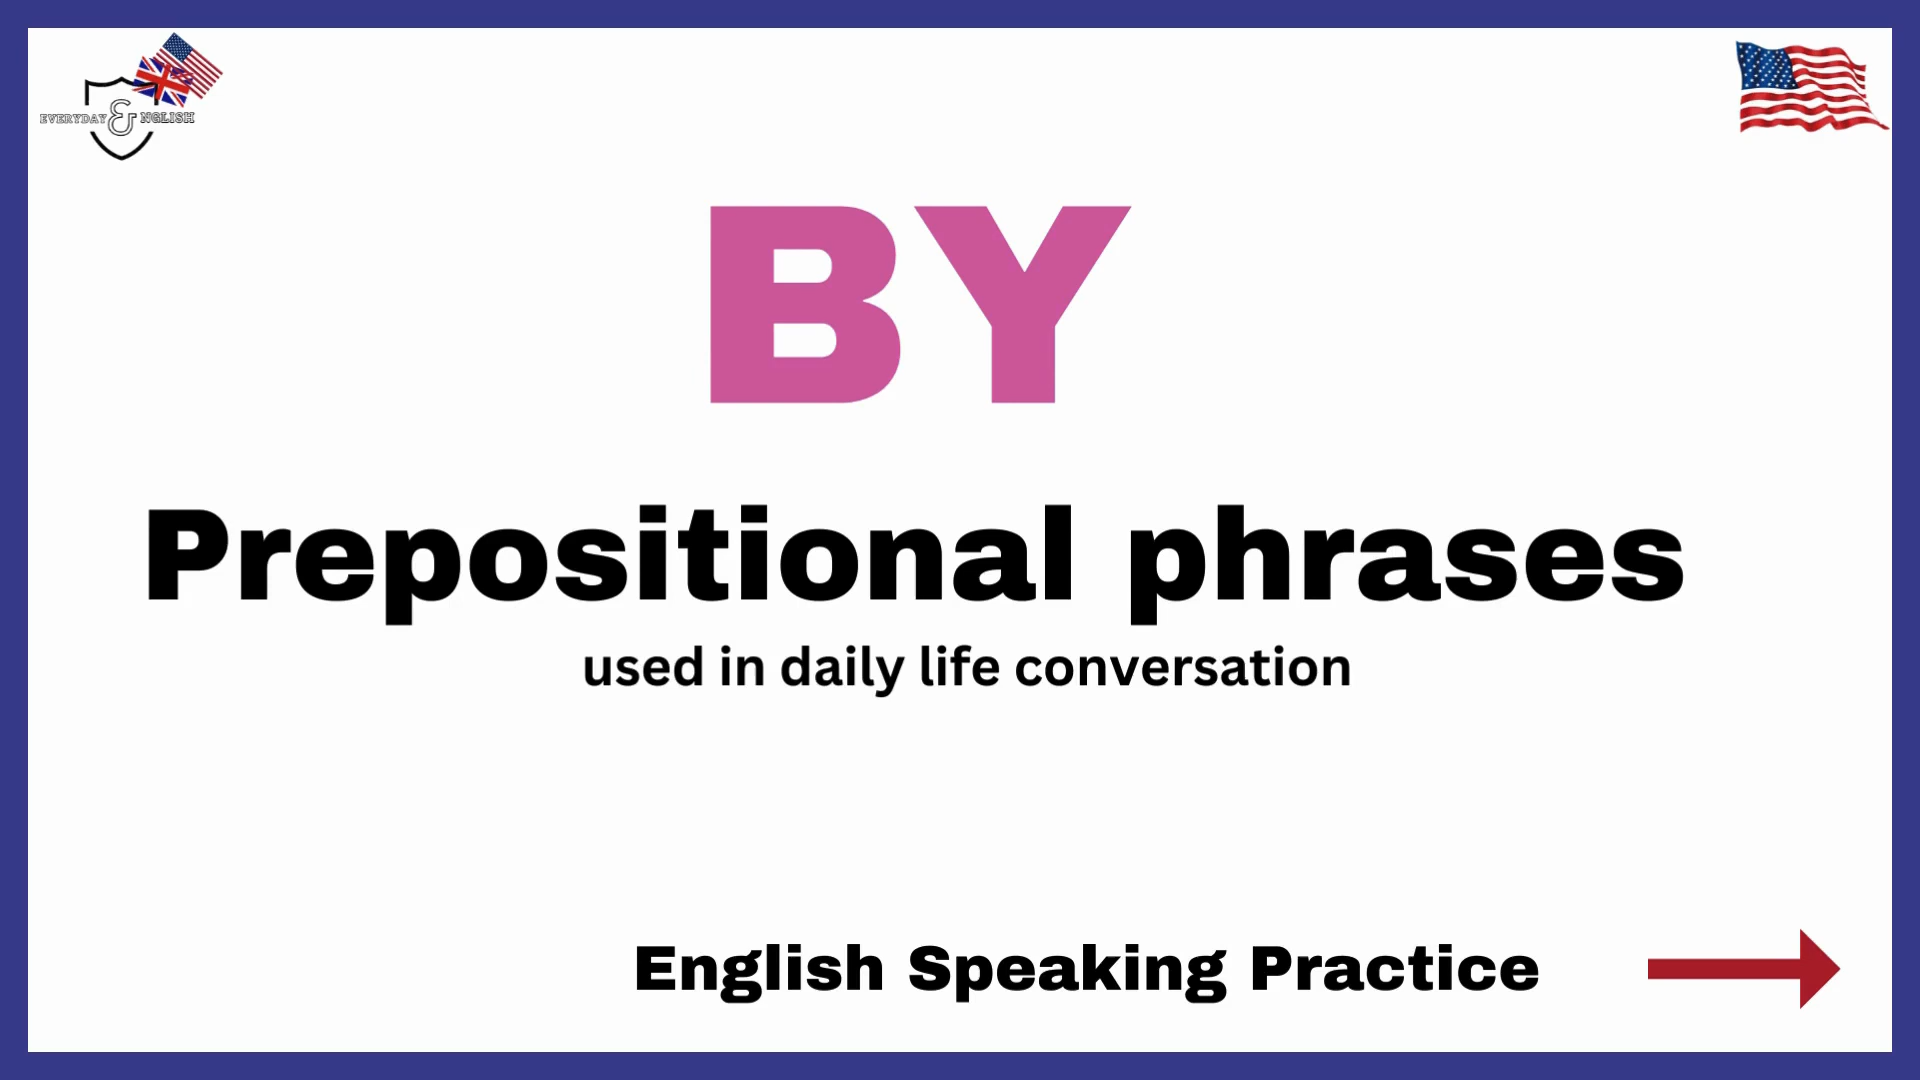 EVERYDAY & NGLISH
BY
Prepositional phrases
used in daily life conversation
English Speaking Practice